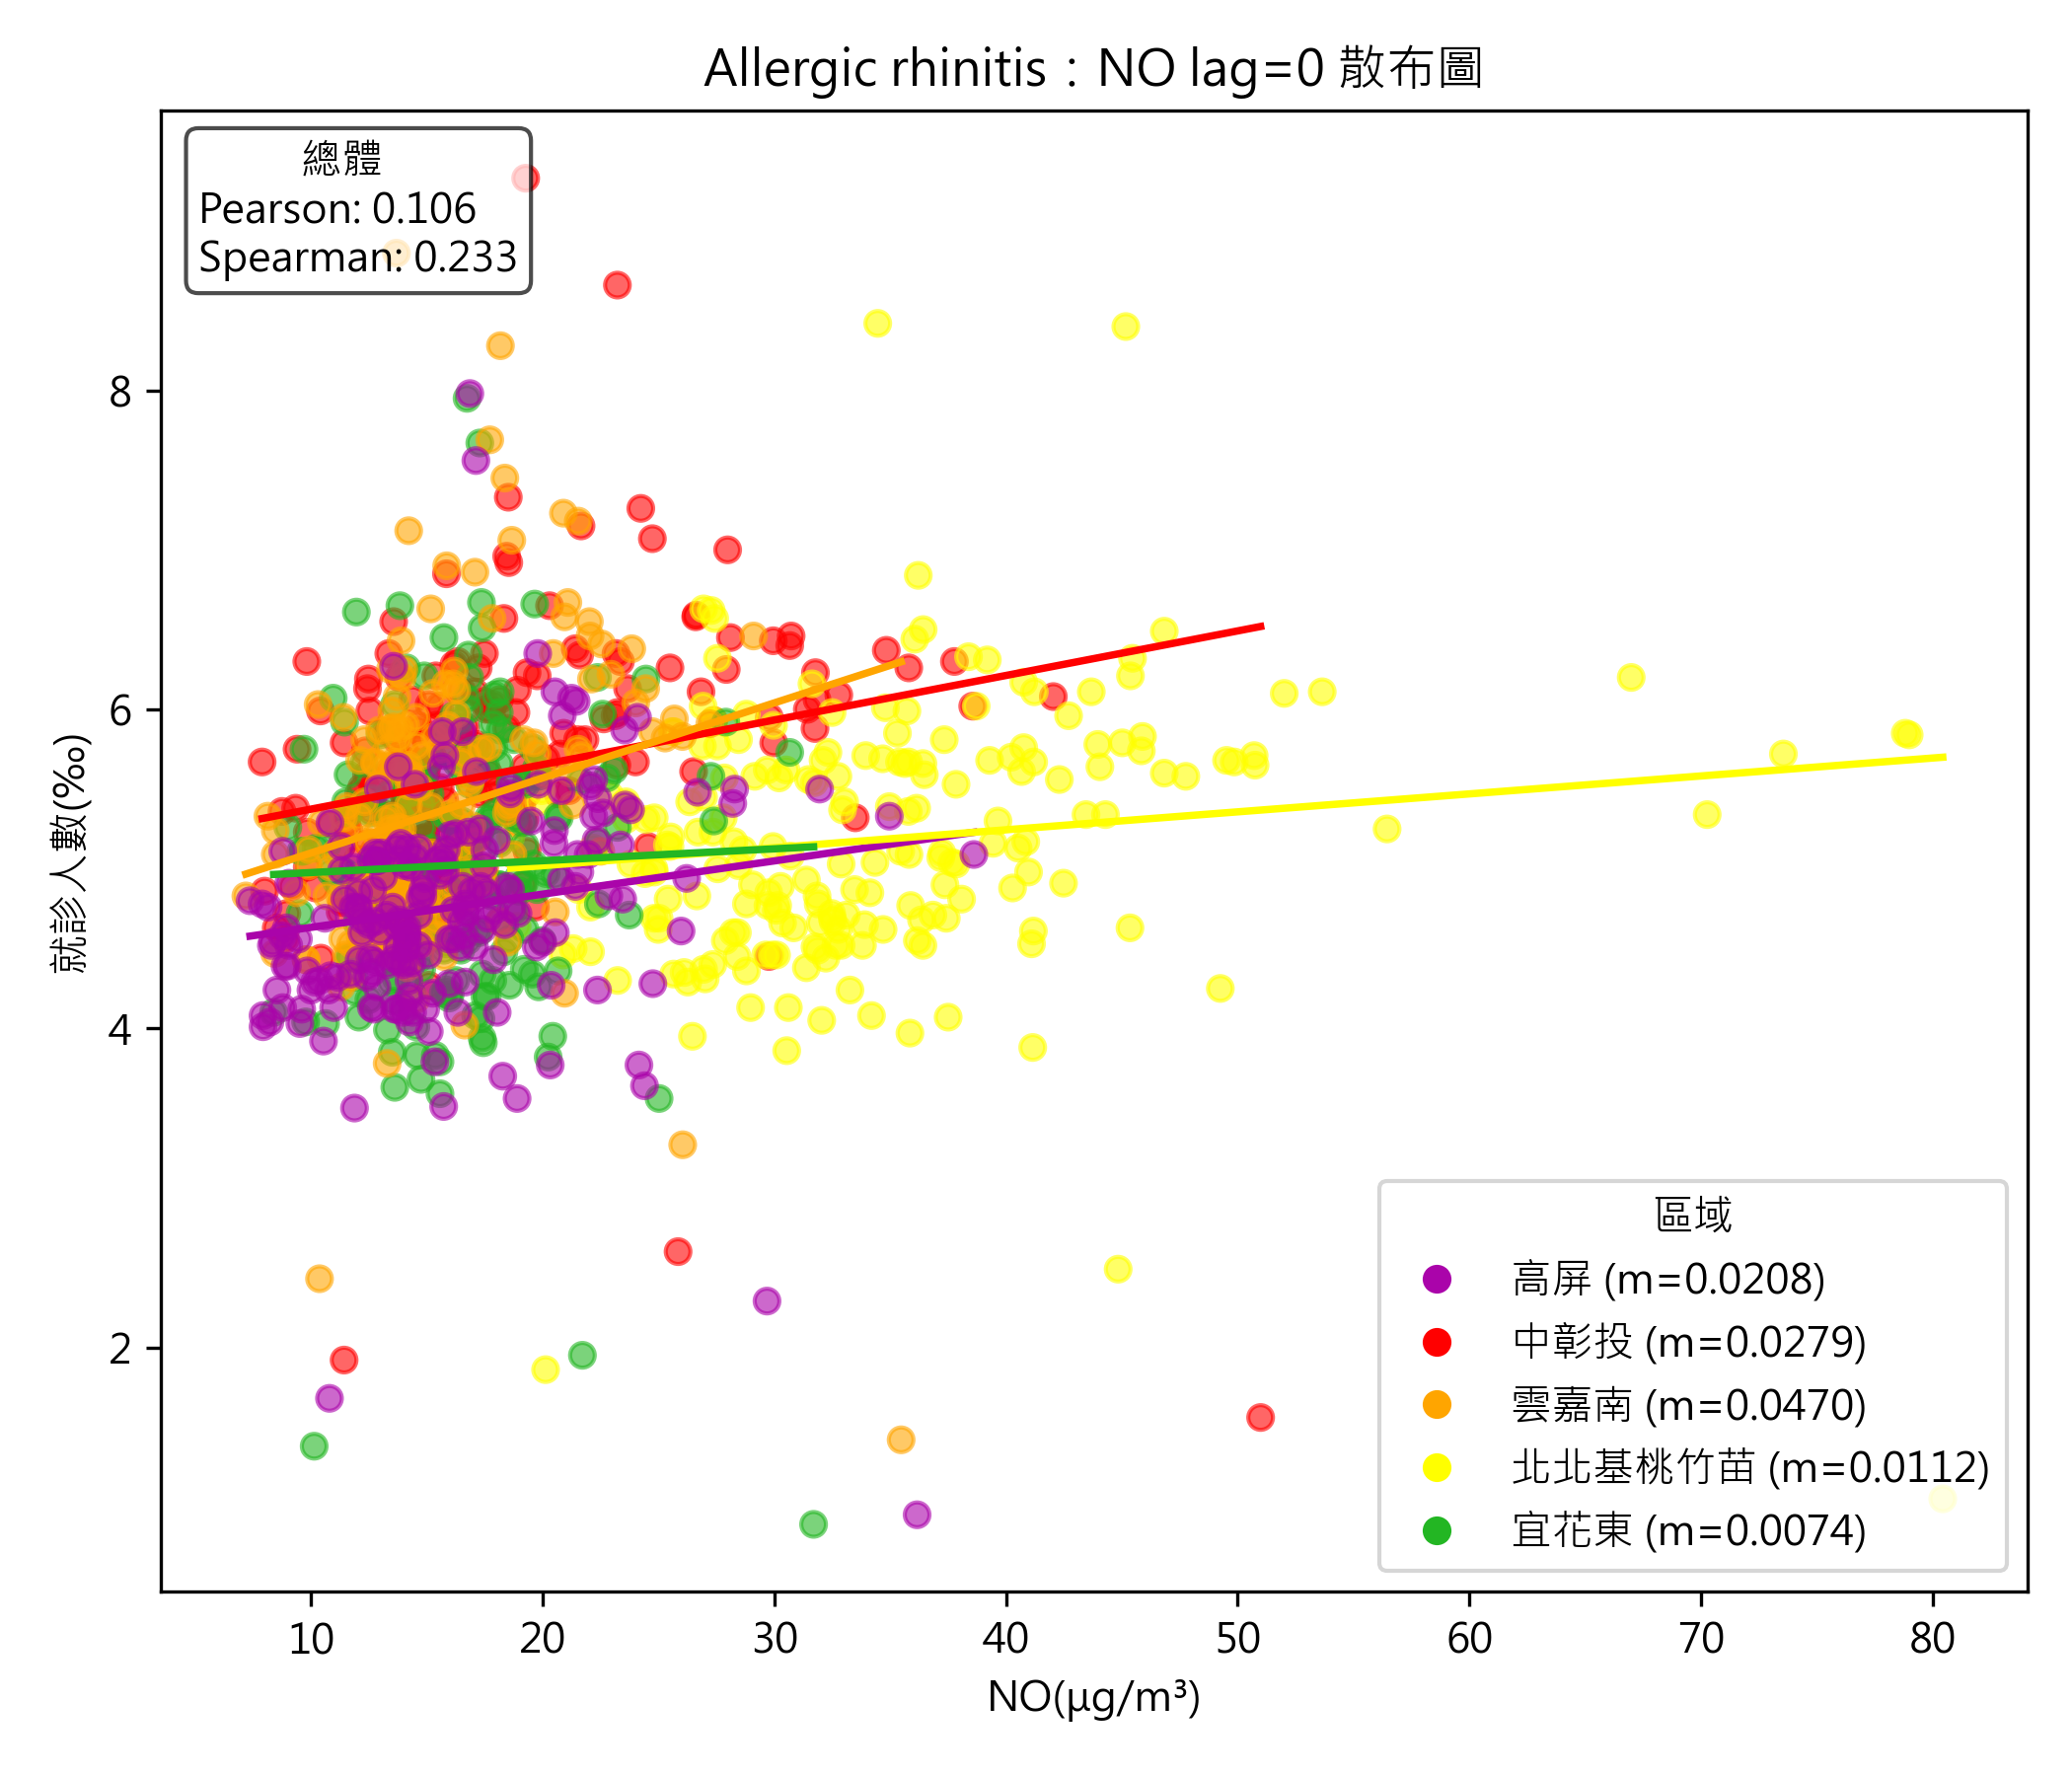 Allergic rhinitis：NO lag=0 散布圖
總體
Pearson: 0.106
Spearman: 0.233
8
6
4
2
就診人數(‰)
區域
高屏 (m=0.0208)
中彰投 (m=0.0279)
雲嘉南 (m=0.0470)
北北基桃竹苗 (m=0.0112)
宜花東 (m=0.0074)
10 20 30 40 50 60 70 80
NO(μg/m³)